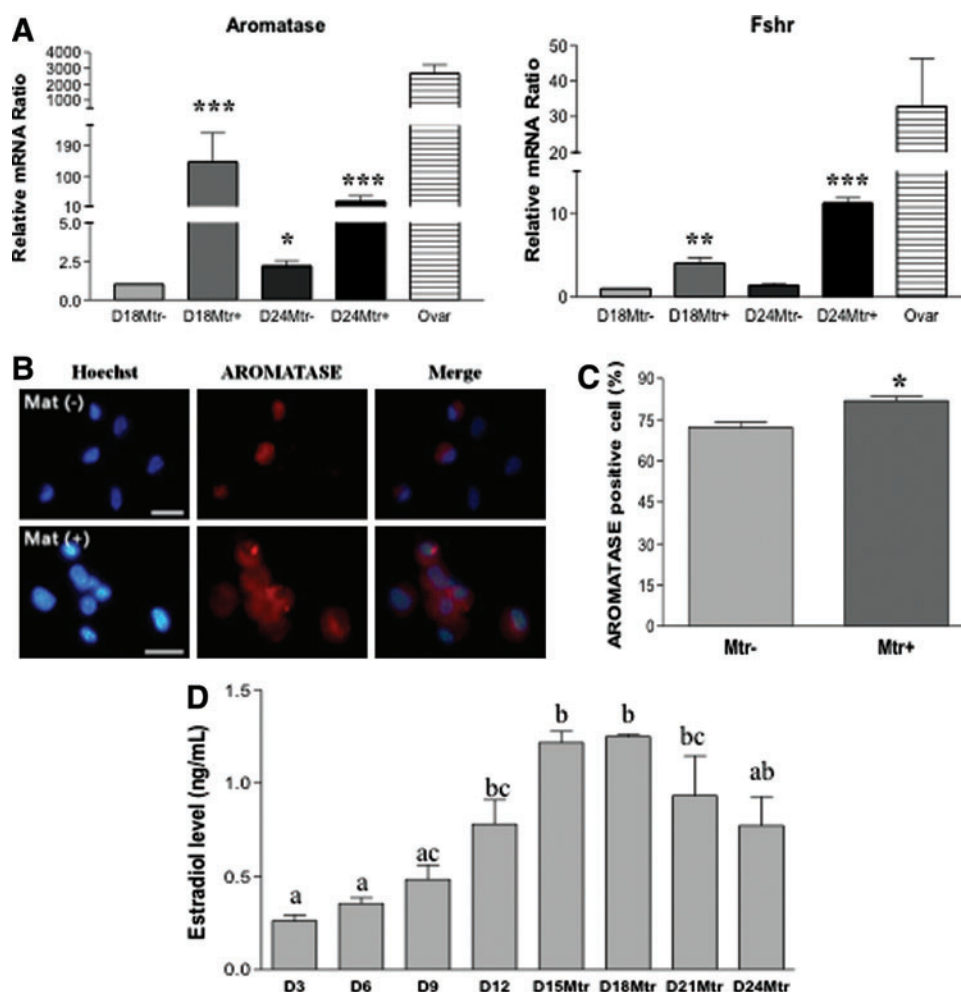 A
Aromatase
Relative mRNA Ratio
4000
3000
2000
1000
190
100
10
5.0
2.5
0.0
***
*
***
D18Mtr-
D18Mtr+
D24Mtr-
D24Mtr+
Ovar
Fshr
Relative mRNA Ratio
50
40
30
20
10
0
**
***
D18Mtr-
D18Mtr+
D24Mtr-
D24Mtr+
Ovar
B
Hoechst
AROMATASE
Merge
Mat (-)
Mat (+)
C
AROMATASE positive cell (%)
90
75
60
45
30
15
0
*
Mtr-
Mtr+
D
Estradiol level (ng/mL)
1.5
1.0
0.5
0.0
a
a
ac
bc
b
b
bc
ab
D3
D6
D9
D12
D15Mtr
D18Mtr
D21Mtr
D24Mtr